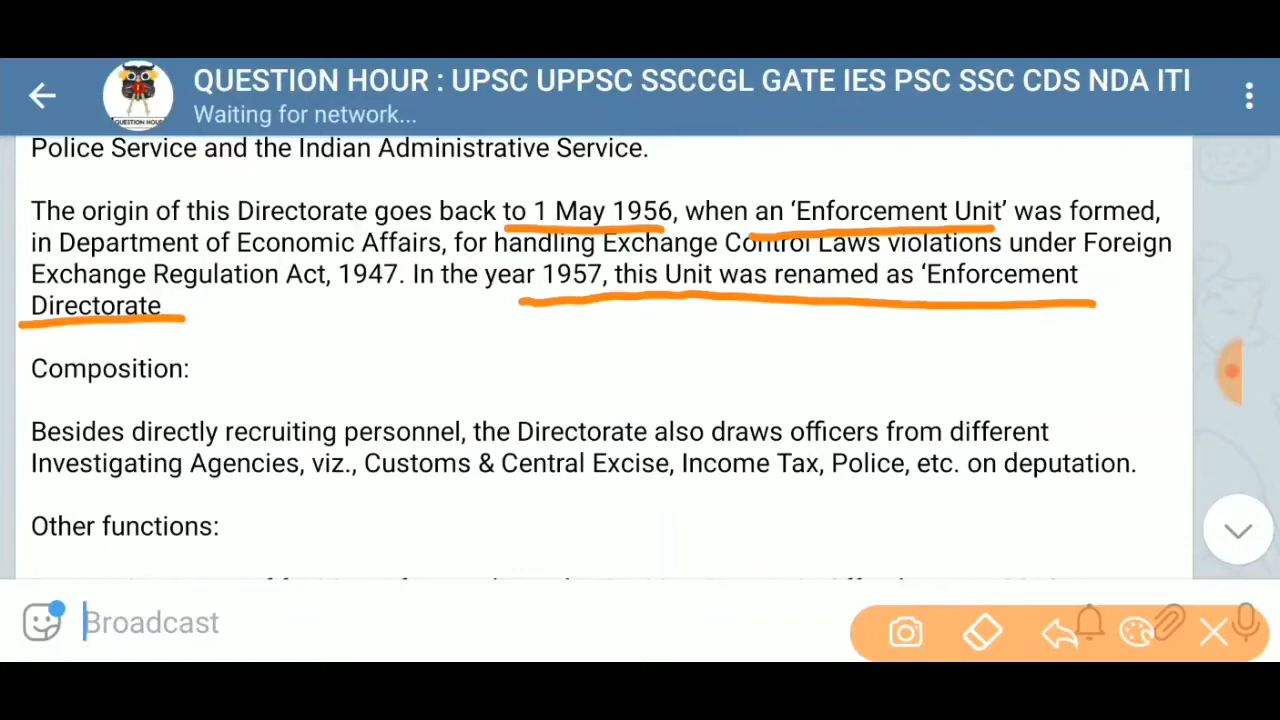 QUESTION HOUR : UPSC UPPSC SSCCGL GATE IES PSC SSC CDS NDA ITI
Waiting for network...
QUESTION HOUR
Police Service and the Indian Administrative Service.
The origin of this Directorate goes back to 1 May 1956, when an ‘Enforcement Unit’ was formed,
in Department of Economic Affairs, for handling Exchange Control Laws violations under Foreign
Exchange Regulation Act, 1947. In the year 1957, this Unit was renamed as ‘Enforcement
Directorate
Composition:
Besides directly recruiting personnel, the Directorate also draws officers from different
Investigating Agencies, viz., Customs & Central Excise, Income Tax, Police, etc. on deputation.
Other functions:
Broadcast